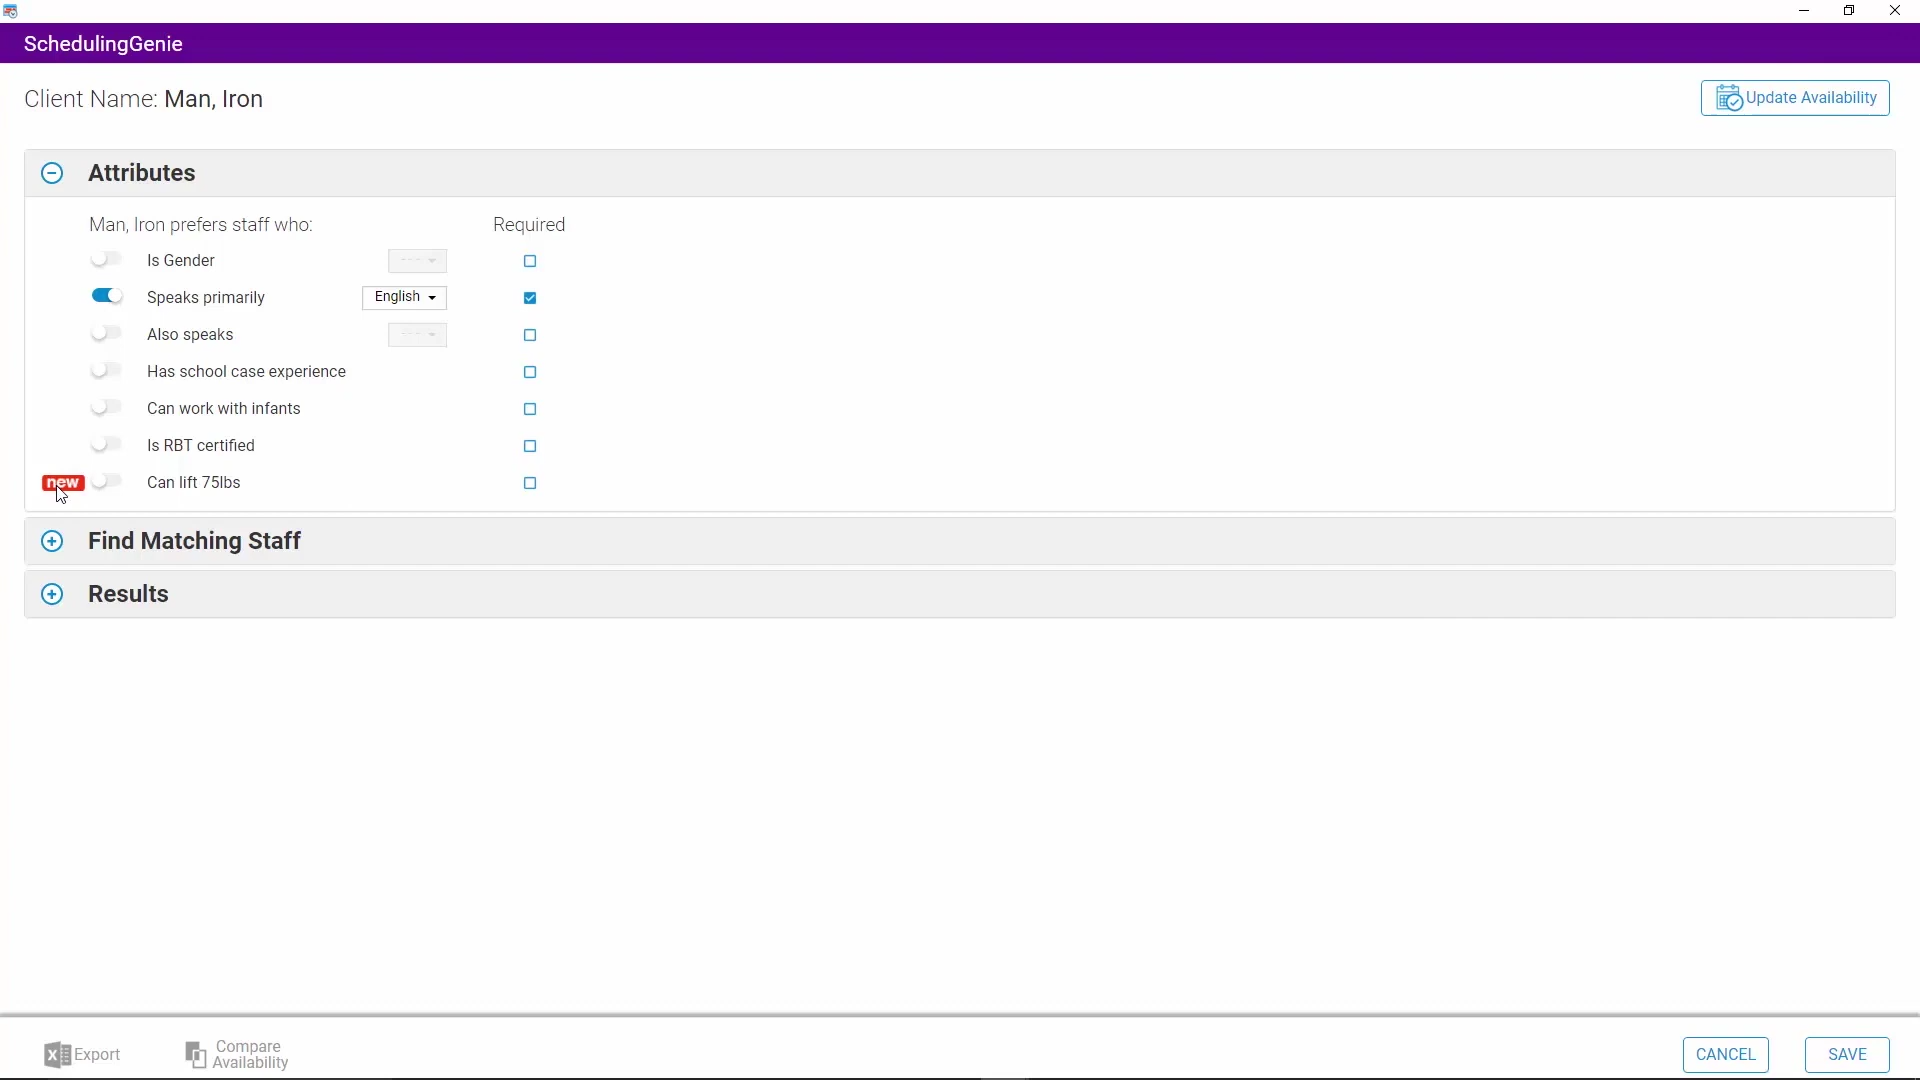 SchedulingGenie
Client Name: Man, Iron
Update Availability
Attributes
Man, Iron prefers staff who: Required
Is Gender ---
Speaks primarily English
Also speaks ---
Has school case experience
Can work with infants
Is RBT certified
new Can lift 75lbs
Find Matching Staff
Results
Export
Compare
Availability
CANCEL SAVE